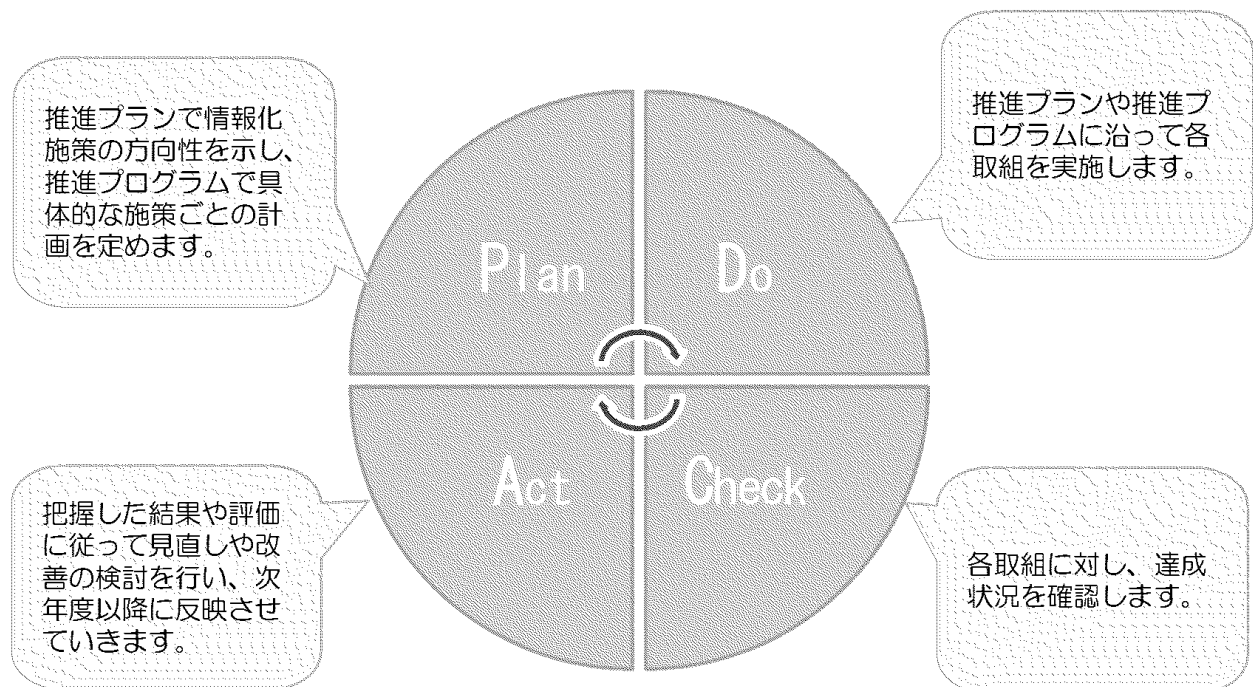 推進プランで情報化
施策の方向性を示し、
推進プログラムで具
体的な施策ごとの計
画を定めます。
推進プランや推進プ
ログラムに沿って各
取組を実施します。
Plan
Do
Act
Check
把握した結果や評価
に従って見直しや改
善の検討を行い、次
年度以降に反映させ
ていきます。
各取組に対し、達成
状況を確認します。